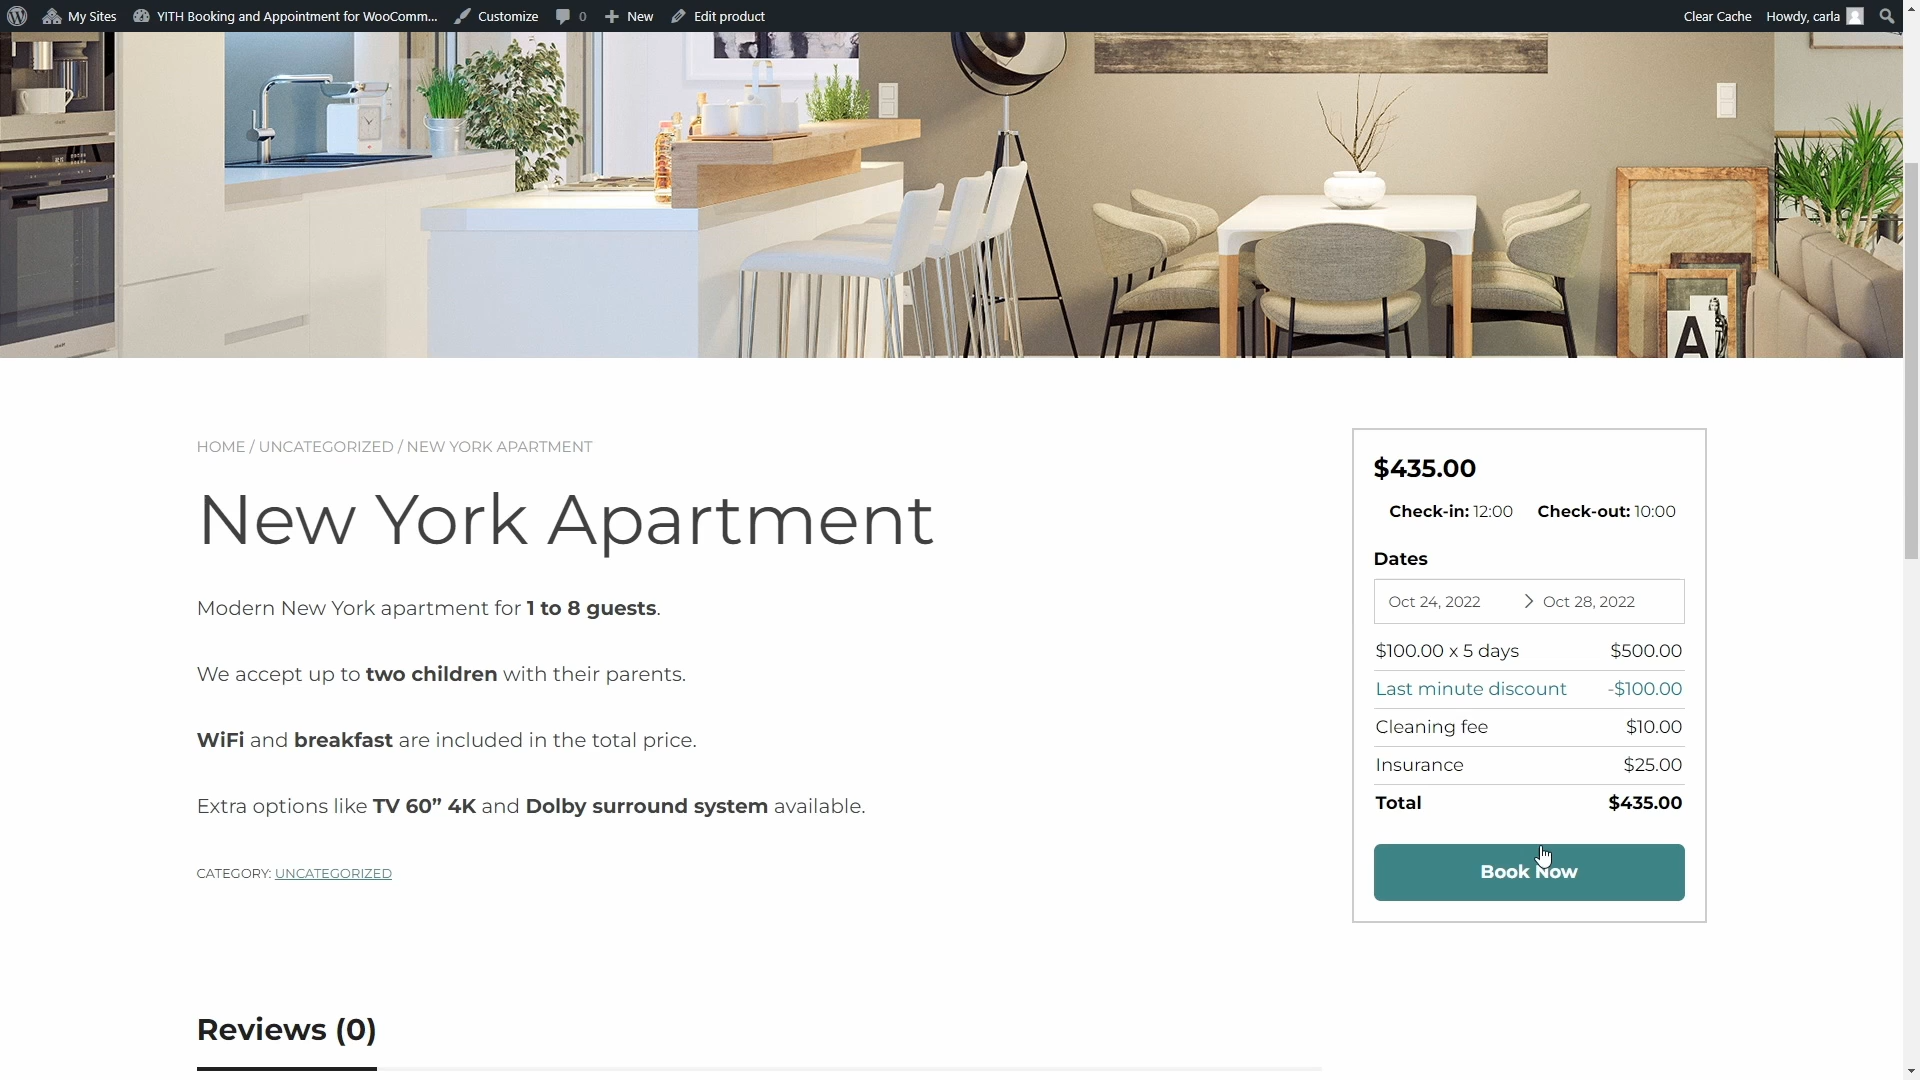 My Sites YITH Booking and Appointment for WooComm... Customize 0 New Edit product Clear Cache Howdy, carla
A
HOME / UNCATEGORIZED / NEW YORK APARTMENT
New York Apartment
Modern New York apartment for 1 to 8 guests.
We accept up to two children with their parents.
WiFi and breakfast are included in the total price.
Extra options like TV 60” 4K and Dolby surround system available.
CATEGORY: UNCATEGORIZED
$435.00
Check-in: 12:00 Check-out: 10:00
Dates
Oct 24, 2022 > Oct 28, 2022
$100.00 x 5 days $500.00
Last minute discount -$100.00
Cleaning fee $10.00
Insurance $25.00
Total $435.00
Book Now
Reviews (0)